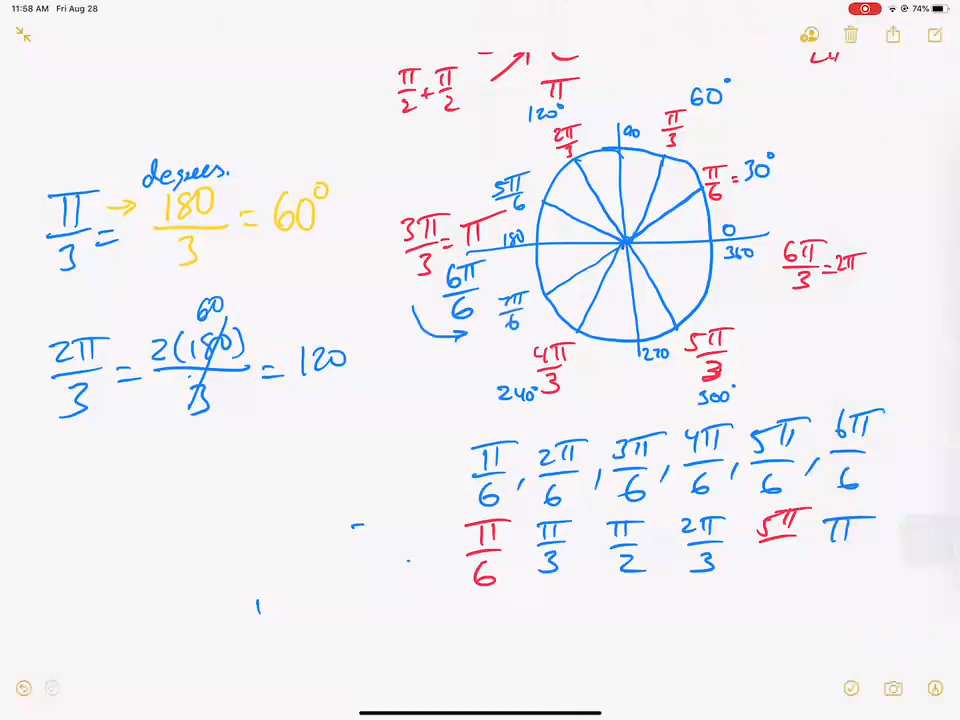 11:58 AM Fri Aug 28
74%
π/2 + π/2
π
120°
60°
2π/3
90
π/3
degrees.
5π/6
π/6 = 30°
π/3 = → 180/3 = 60°
3π/3 = π
180
0
360
6π/3 = 2π
6π/6
7π/6
60
2π/3 = 2(180)/3 = 120
4π/3
270
5π/3
240°
300°
π/6, 2π/6, 3π/6, 4π/6, 5π/6, 6π/6
π/6 π/3 π/2 2π/3 5π π